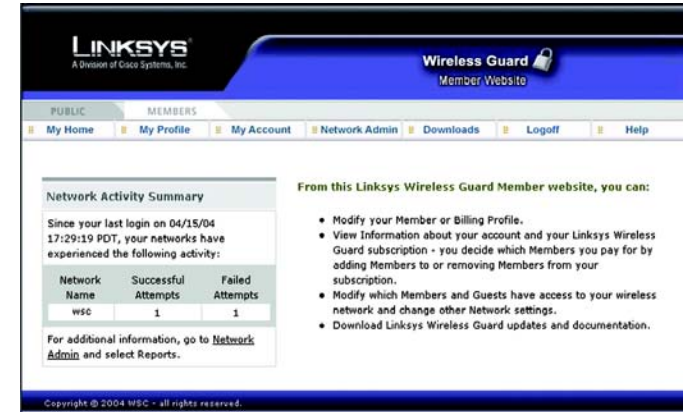 LINKSYS®
A Division of Cisco Systems, Inc.
Wireless Guard
Member Website
PUBLIC MEMBERS
My Home My Profile My Account Network Admin Downloads Logoff Help
Network Activity Summary
Since your last login on 04/15/04
17:29:19 PDT, your networks have
experienced the following activity:
Network Name Successful Attempts Failed Attempts
wsc 1 1
For additional information, go to Network
Admin and select Reports.
From this Linksys Wireless Guard Member website, you can:
• Modify your Member or Billing Profile.
• View Information about your account and your Linksys Wireless
Guard subscription - you decide which Members you pay for by
adding Members to or removing Members from your
subscription.
• Modify which Members and Guests have access to your wireless
network and change other Network settings.
• Download Linksys Wireless Guard updates and documentation.
Copyright © 2004 WSC - all rights reserved.